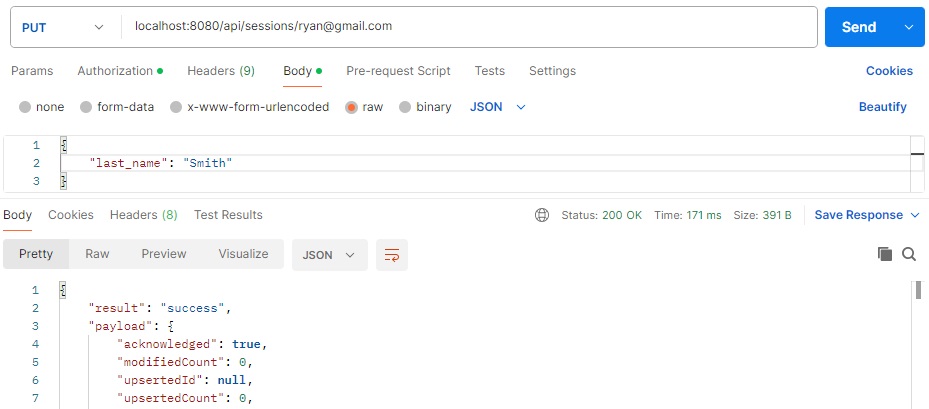 PUT localhost:8080/api/sessions/ryan@gmail.com Send
Params Authorization Headers (9) Body Pre-request Script Tests Settings Cookies
none form-data x-www-form-urlencoded raw binary JSON Beautify
1 {
2 "last_name": "Smith"
3 }
Body Cookies Headers (8) Test Results Status: 200 OK Time: 171 ms Size: 391 B Save Response
Pretty Raw Preview Visualize JSON
1 {
2 "result": "success",
3 "payload": {
4 "acknowledged": true,
5 "modifiedCount": 0,
6 "upsertedId": null,
7 "upsertedCount": 0,